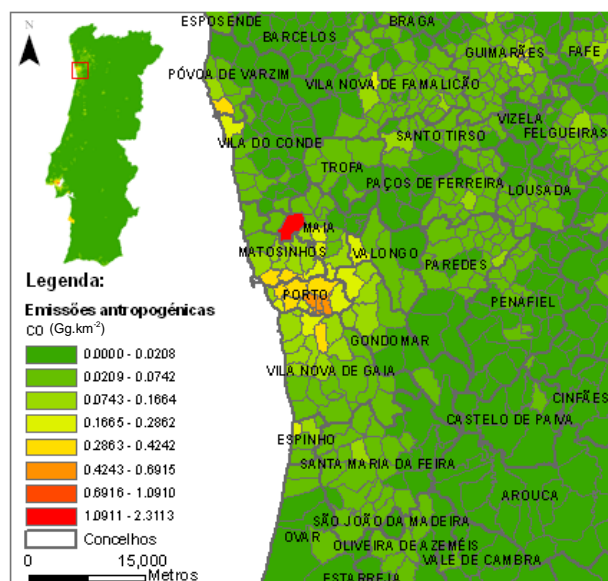 N
ESPOSENDE
BRAGA
BARCELOS
GUIMARÃES
FAFE
PÓVOA DE VARZIM
VILA NOVA DE FAMALICÃO
VIZELA
FELGUEIRAS
SANTO TIRSO
VILA DO CONDE
TROFA
PAÇOS DE FERREIRA
LOUSADA
MAIA
MATOSINHOS
VALONGO
PAREDES
PORTO
PENAFIEL
GONDOMAR
VILA NOVA DE GAIA
CINFÃES
CASTELO DE PAIVA
ESPINHO
SANTA MARIA DA FEIRA
AROUCA
SÃO JOÃO DA MADEIRA
OVAR
OLIVEIRA DE AZEMÉIS
VALE DE CAMBRA
ESTARREJA
Legenda:
Emissões antropogénicas
CO (Gg.km⁻²)
0.0000 - 0.0208
0.0209 - 0.0742
0.0743 - 0.1664
0.1665 - 0.2862
0.2863 - 0.4242
0.4243 - 0.6915
0.6916 - 1.0910
1.0911 - 2.3113
Concelhos
0 15,000
Metros